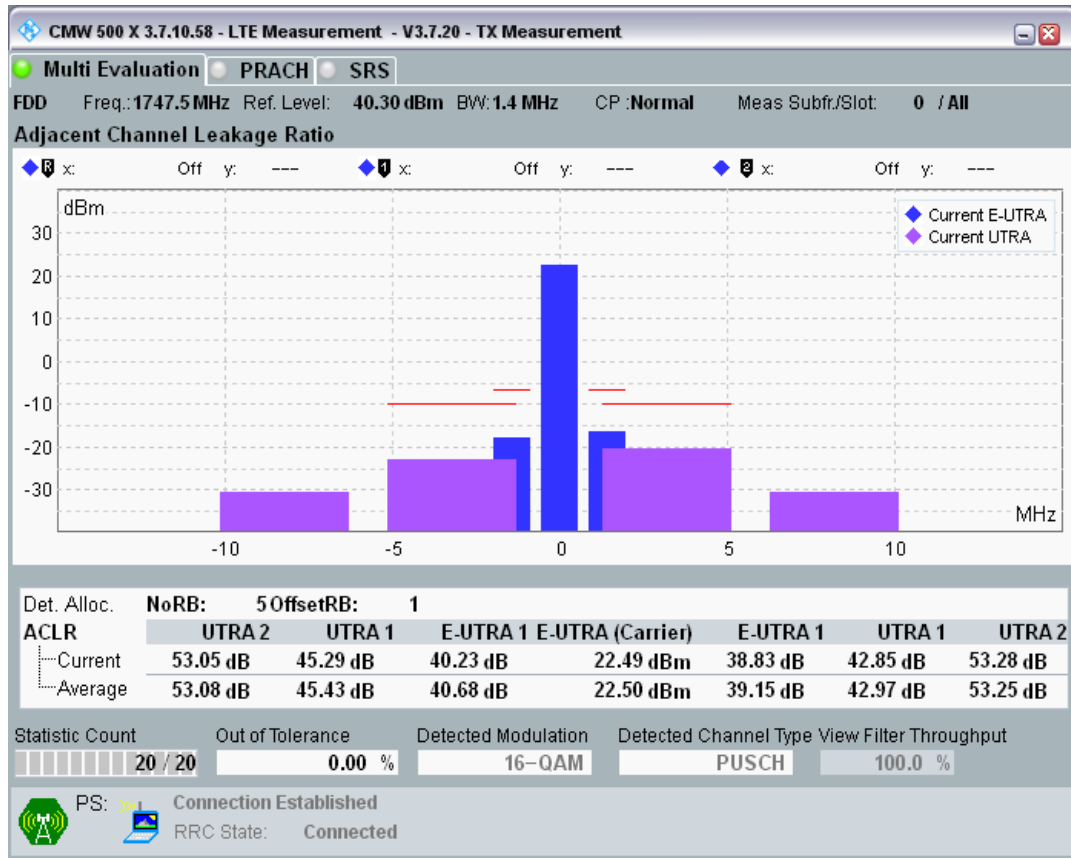 CMW 500 X 3.7.10.58 - LTE Measurement - V3.7.20 - TX Measurement
Multi Evaluation PRACH SRS
FDD Freq.:1747.5 MHz Ref. Level: 40.30 dBm BW:1.4 MHz CP :Normal Meas Subfr./Slot: 0 / All
Adjacent Channel Leakage Ratio
R x: Off y: --- 1 x: Off y: --- 2 x: Off y: ---
dBm
Current E-UTRA
Current UTRA
30
20
10
0
-10
-20
-30
MHz
-10 -5 0 5 10
Det. Alloc. NoRB: 5 OffsetRB: 1
ACLR UTRA 2 UTRA 1 E-UTRA 1 E-UTRA (Carrier) E-UTRA 1 UTRA 1 UTRA 2
Current 53.05 dB 45.29 dB 40.23 dB 22.49 dBm 38.83 dB 42.85 dB 53.28 dB
Average 53.08 dB 45.43 dB 40.68 dB 22.50 dBm 39.15 dB 42.97 dB 53.25 dB
Statistic Count Out of Tolerance Detected Modulation Detected Channel Type View Filter Throughput
20 / 20 0.00 % 16-QAM PUSCH 100.0 %
PS: Connection Established
RRC State: Connected